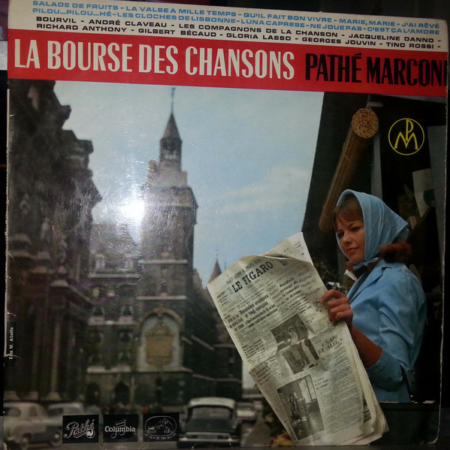 SALADE DE FRUITS - LA VALSE A MILLE TEMPS - QU'IL FAIT BON VIVRE - MARIE, MARIE - J'AI RÊVÉ
PILOU...PILOU...HÉ - LES CLOCHES DE LISBONNE - LUNA CAPRESE - NE JOUE PAS - C'EST ÇA L'AMORE
BOURVIL - ANDRÉ CLAVEAU - LES COMPAGNONS DE LA CHANSON - JACQUELINE DANNO -
RICHARD ANTHONY - GILBERT BÉCAUD - GLORIA LASSO - GEORGES JOUVIN - TINO ROSSI -
LA BOURSE DES CHANSONS PATHÉ MARCONI
PM
LE FIGARO
Pathé
Columbia